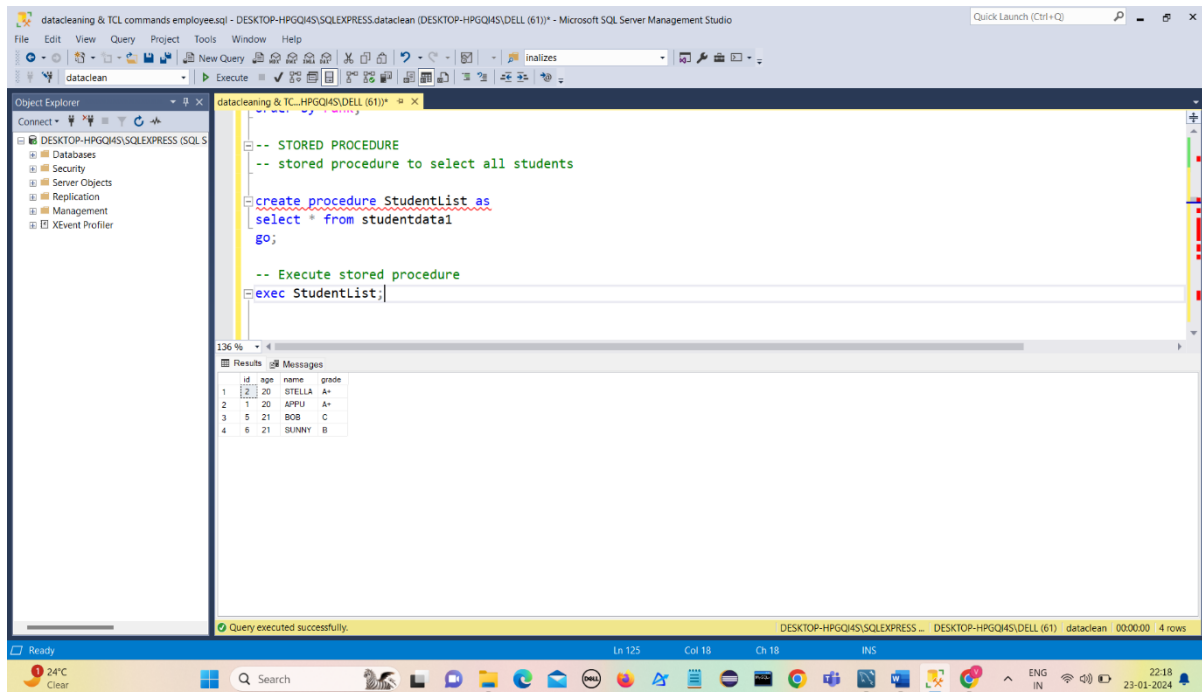 datacleaning & TCL commands employee.sql - DESKTOP-HPGQI4S\SQLEXPRESS.dataclean (DESKTOP-HPGQI4S\DELL (61))* - Microsoft SQL Server Management Studio
Quick Launch (Ctrl+Q)
File Edit View Query Project Tools Window Help
New Query
inalizes
dataclean
Execute
Object Explorer
datacleaning & TC...HPGQI4S\DELL (61))*
Connect
DESKTOP-HPGQI4S\SQLEXPRESS (SQL S
Databases
Security
Server Objects
Replication
Management
XEvent Profiler
order by rank;
-- STORED PROCEDURE
-- stored procedure to select all students
create procedure StudentList as
select * from studentdata1
go;
-- Execute stored procedure
exec StudentList;
136 %
Results Messages
id age name grade
1 2 20 STELLA A+
2 1 20 APPU A+
3 5 21 BOB C
4 6 21 SUNNY B
Query executed successfully.
DESKTOP-HPGQI4S\SQLEXPRESS ... DESKTOP-HPGQI4S\DELL (61) dataclean 00:00:00 4 rows
Ready Ln 125 Col 18 Ch 18 INS
1
24°C
Clear
Search
DELL
ENG
IN
22:18
23-01-2024